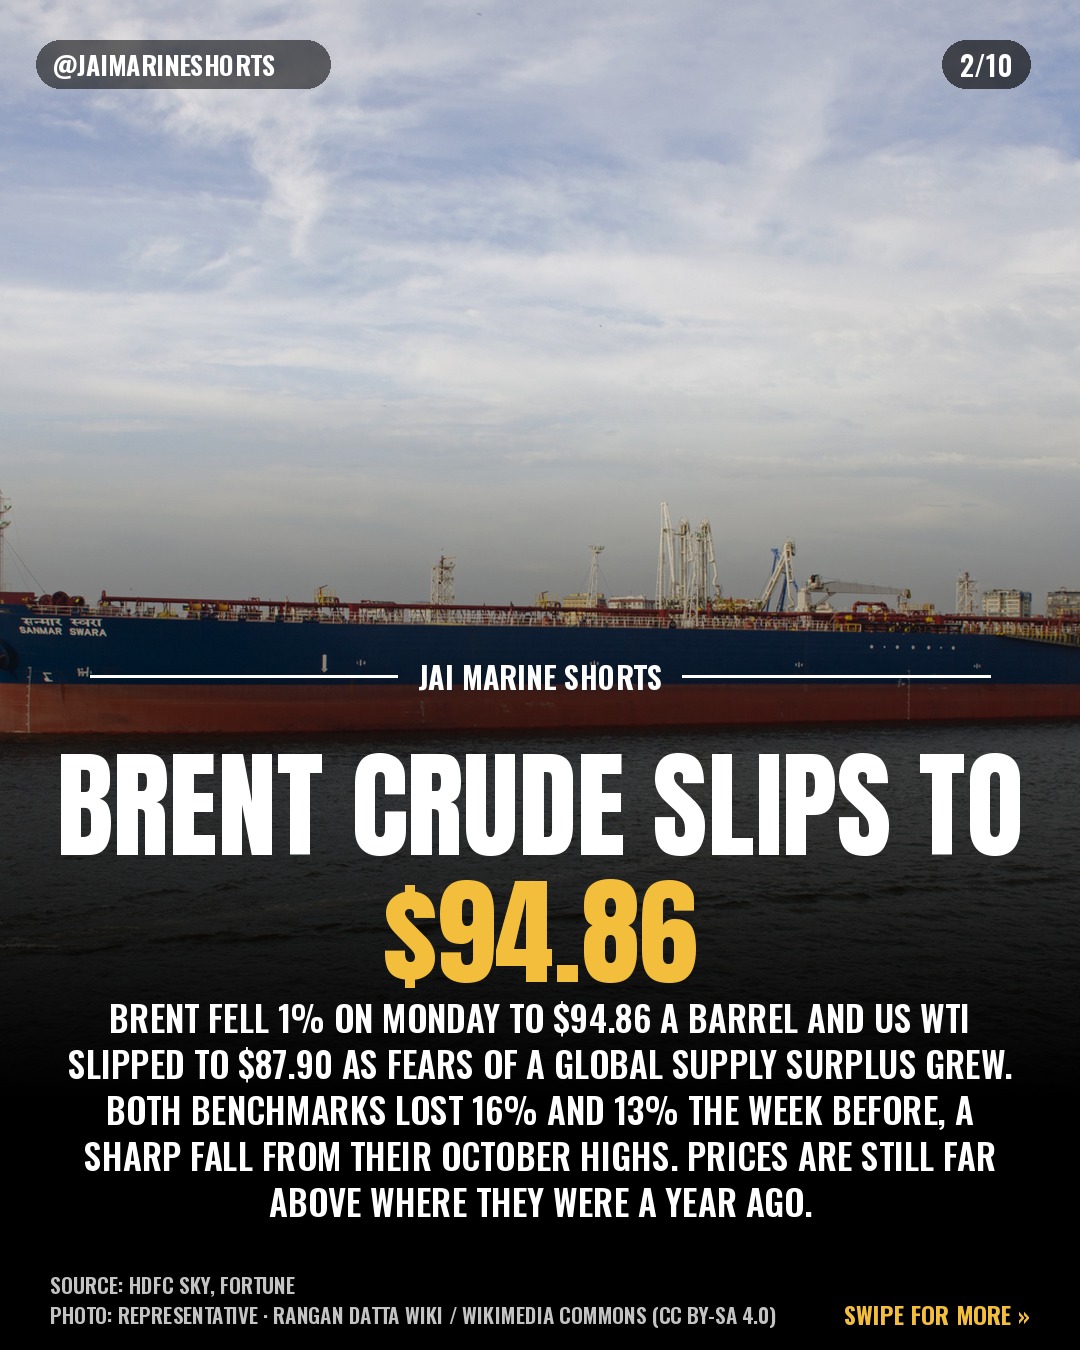 @JAIMARINESHORTS
2/10
सन्मार स्वरा
SANMAR SWARA
JAI MARINE SHORTS
BRENT CRUDE SLIPS TO
$94.86
BRENT FELL 1% ON MONDAY TO $94.86 A BARREL AND US WTI
SLIPPED TO $87.90 AS FEARS OF A GLOBAL SUPPLY SURPLUS GREW.
BOTH BENCHMARKS LOST 16% AND 13% THE WEEK BEFORE, A
SHARP FALL FROM THEIR OCTOBER HIGHS. PRICES ARE STILL FAR
ABOVE WHERE THEY WERE A YEAR AGO.
SOURCE: HDFC SKY, FORTUNE
PHOTO: REPRESENTATIVE · RANGAN DATTA WIKI / WIKIMEDIA COMMONS (CC BY-SA 4.0)
SWIPE FOR MORE »